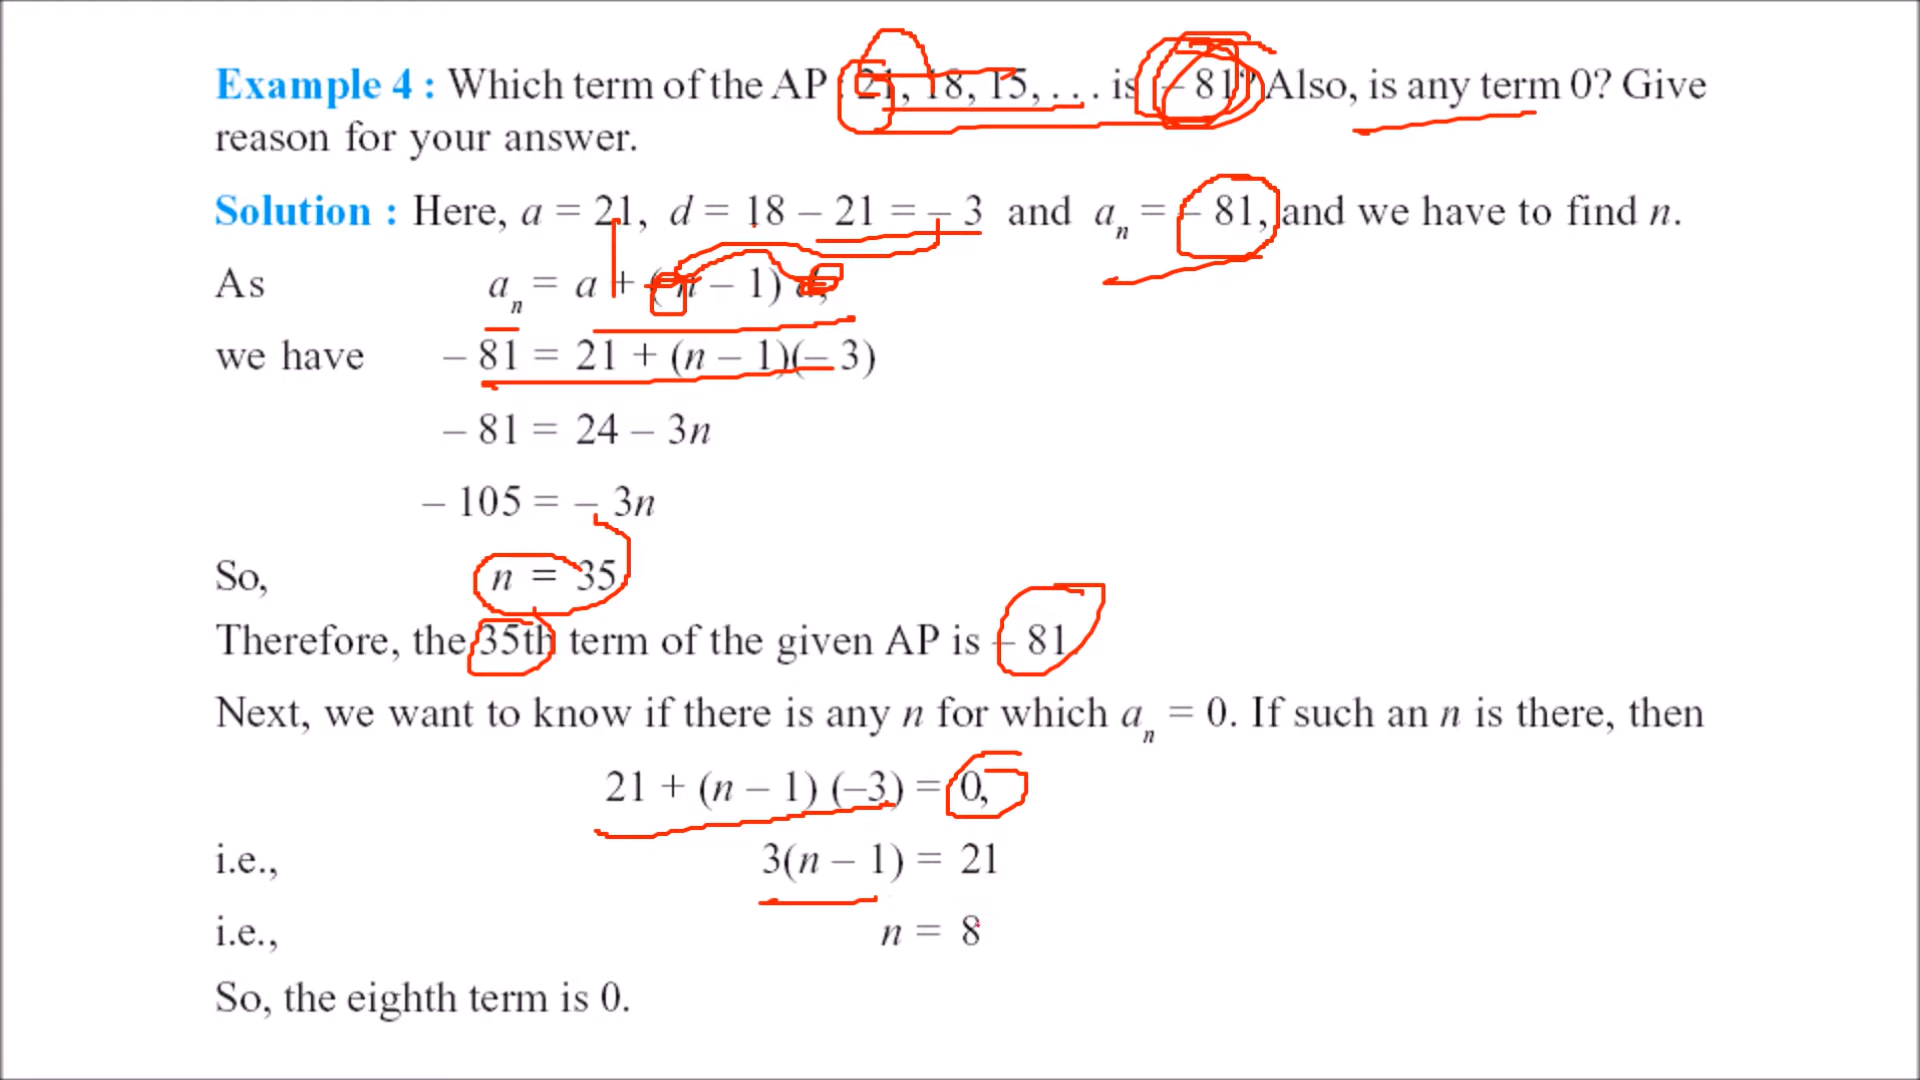 Example 4 : Which term of the AP : 21, 18, 15, . . . is – 81? Also, is any term 0? Give
reason for your answer.
Solution : Here, a = 21, d = 18 – 21 = – 3 and aₙ = – 81, and we have to find n.
As aₙ = a + (n – 1) d,
we have – 81 = 21 + (n – 1)(– 3)
– 81 = 24 – 3n
– 105 = – 3n
So, n = 35
Therefore, the 35th term of the given AP is – 81
Next, we want to know if there is any n for which aₙ = 0. If such an n is there, then
21 + (n – 1) (–3) = 0,
i.e., 3(n – 1) = 21
i.e., n = 8
So, the eighth term is 0.